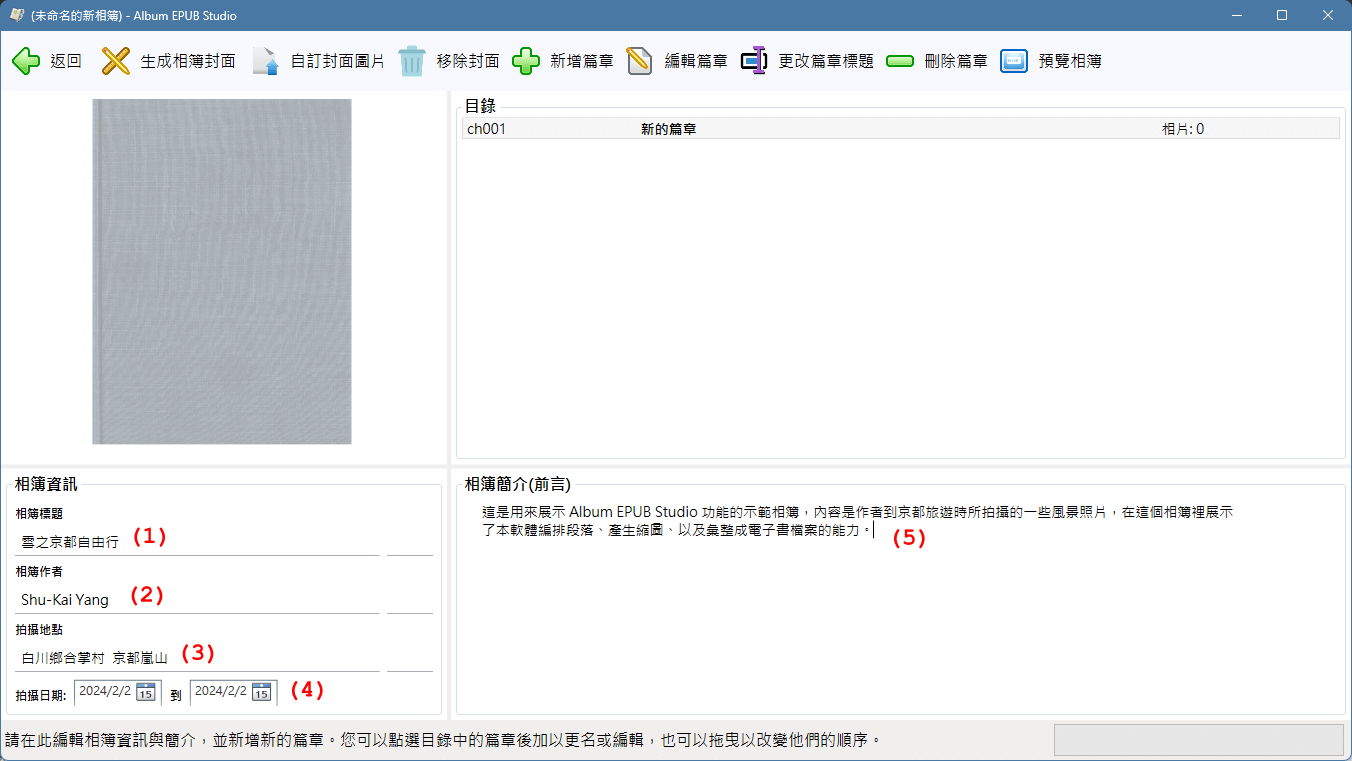 (未命名的新相簿) - Album EPUB Studio
返回 生成相簿封面 自訂封面圖片 移除封面 新增篇章 編輯篇章 更改篇章標題 刪除篇章 預覽相簿
目錄
ch001 新的篇章 相片: 0
相簿資訊
相簿標題
雪之京都自由行 (1)
相簿作者
Shu-Kai Yang (2)
拍攝地點
白川鄉合掌村 京都嵐山 (3)
拍攝日期: 2024/2/2 15 到 2024/2/2 15 (4)
相簿簡介(前言)
這是用來展示 Album EPUB Studio 功能的示範相簿，內容是作者到京都旅遊時所拍攝的一些風景照片，在這個相簿裡展示
了本軟體編排段落、產生縮圖、以及彙整成電子書檔案的能力。 (5)
請在此編輯相簿資訊與簡介，並新增新的篇章。您可以點選目錄中的篇章後加以更名或編輯，也可以拖曳以改變他們的順序。